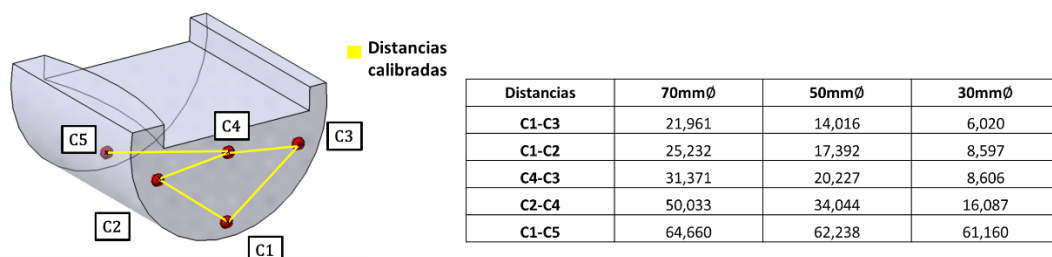 Distancias
calibradas
C5
C4
C3
C2
C1
Distancias 70mmØ 50mmØ 30mmØ
C1-C3 21,961 14,016 6,020
C1-C2 25,232 17,392 8,597
C4-C3 31,371 20,227 8,606
C2-C4 50,033 34,044 16,087
C1-C5 64,660 62,238 61,160